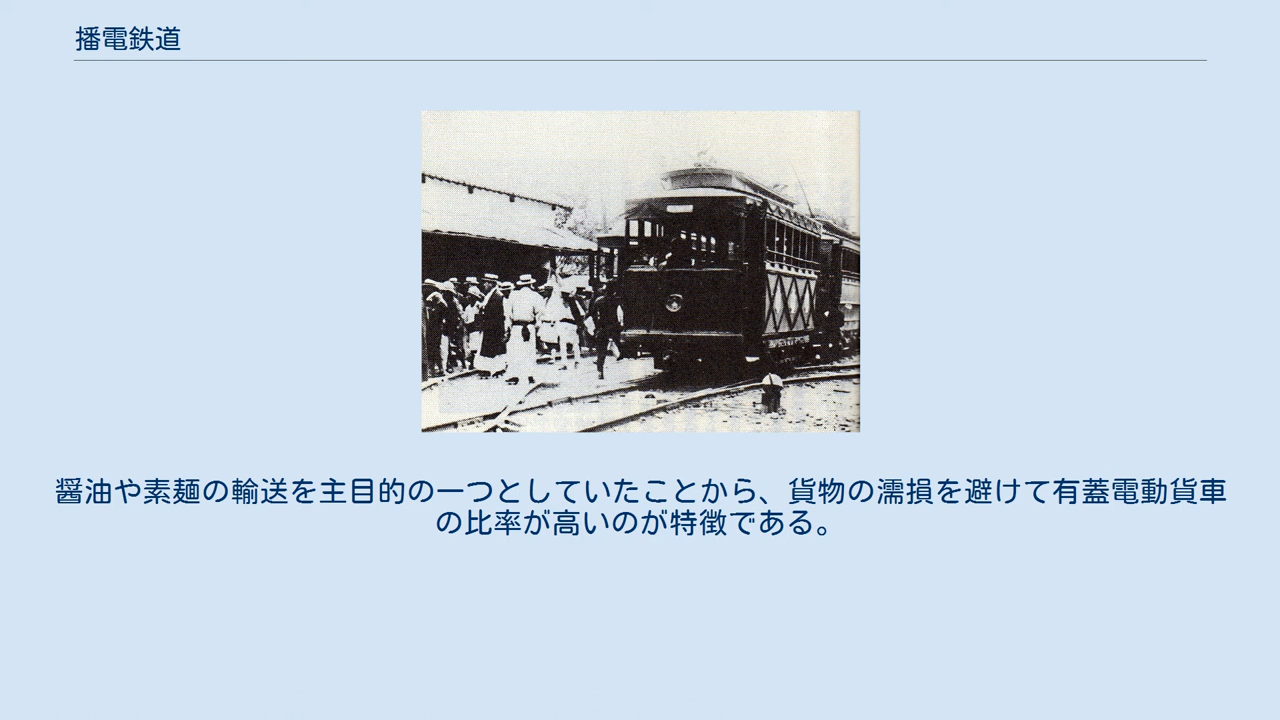 播電鉄道
醤油や素麺の輸送を主目的の一つとしていたことから、貨物の濡損を避けて有蓋電動貨車
の比率が高いのが特徴である。